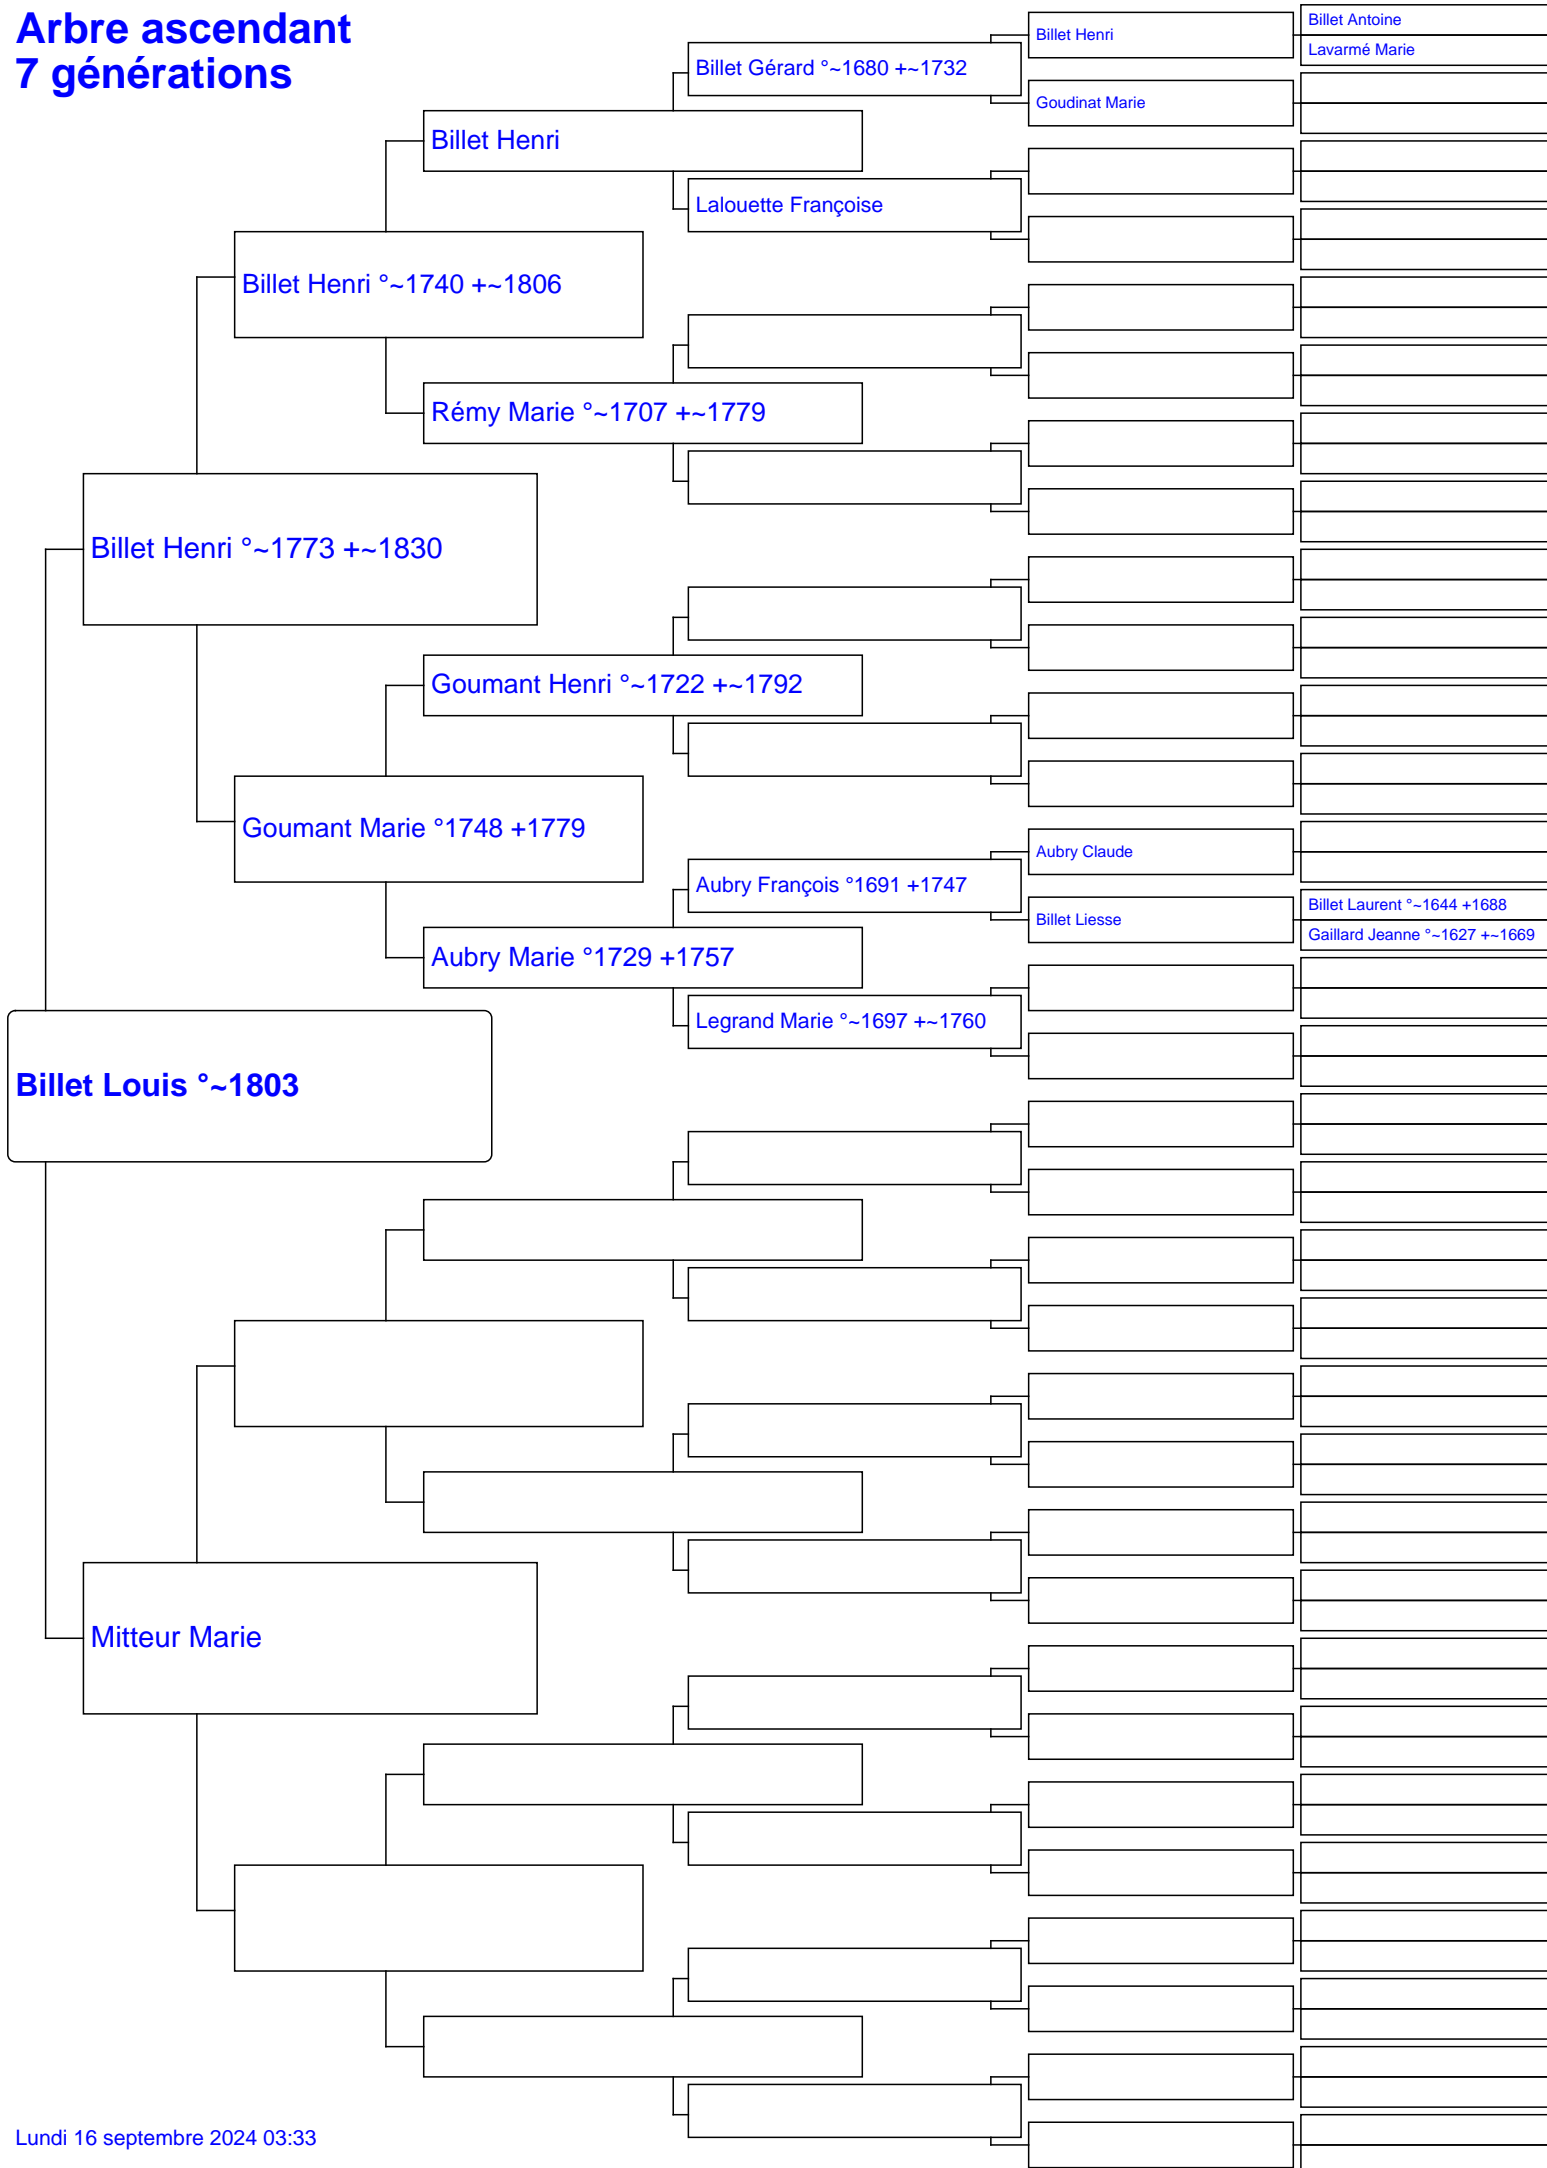 Arbre ascendant
7 générations
Billet Antoine
Lavarmé Marie
Billet Henri
Billet Gérard °~1680 +~1732
Goudinat Marie
Billet Henri
Lalouette Françoise
Billet Henri °~1740 +~1806
Rémy Marie °~1707 +~1779
Billet Henri °~1773 +~1830
Goumant Henri °~1722 +~1792
Goumant Marie °1748 +1779
Aubry Claude
Aubry François °1691 +1747
Billet Laurent °~1644 +1688
Billet Liesse
Gaillard Jeanne °~1627 +~1669
Aubry Marie °1729 +1757
Legrand Marie °~1697 +~1760
Billet Louis °~1803
Mitteur Marie
Lundi 16 septembre 2024 03:33